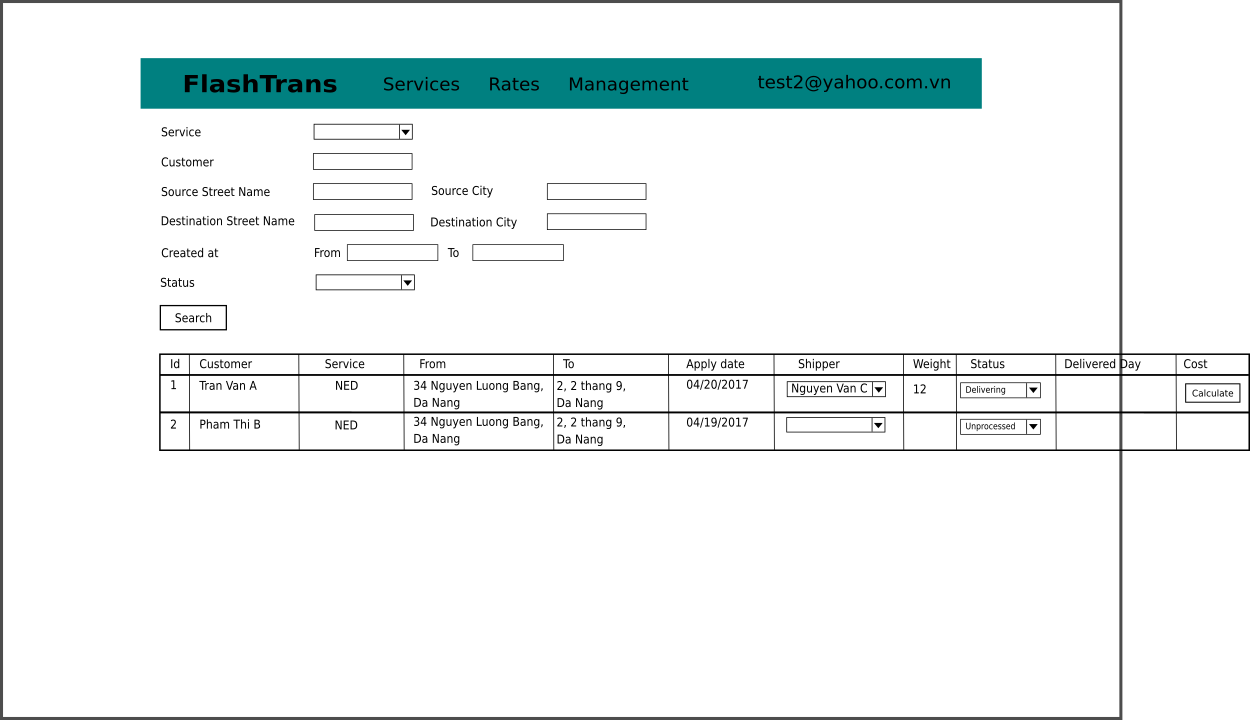 FlashTrans Services Rates Management test2@yahoo.com.vn
Service
Customer
Source Street Name Source City
Destination Street Name Destination City
Created at From To
Status
Search
Id Customer Service From To Apply date Shipper Weight Status Delivered Day Cost
1 Tran Van A NED 34 Nguyen Luong Bang, 2, 2 thang 9, 04/20/2017 Nguyen Van C 12 Delivering Calculate
Da Nang Da Nang
2 Pham Thi B NED 34 Nguyen Luong Bang, 2, 2 thang 9, 04/19/2017 Unprocessed
Da Nang Da Nang